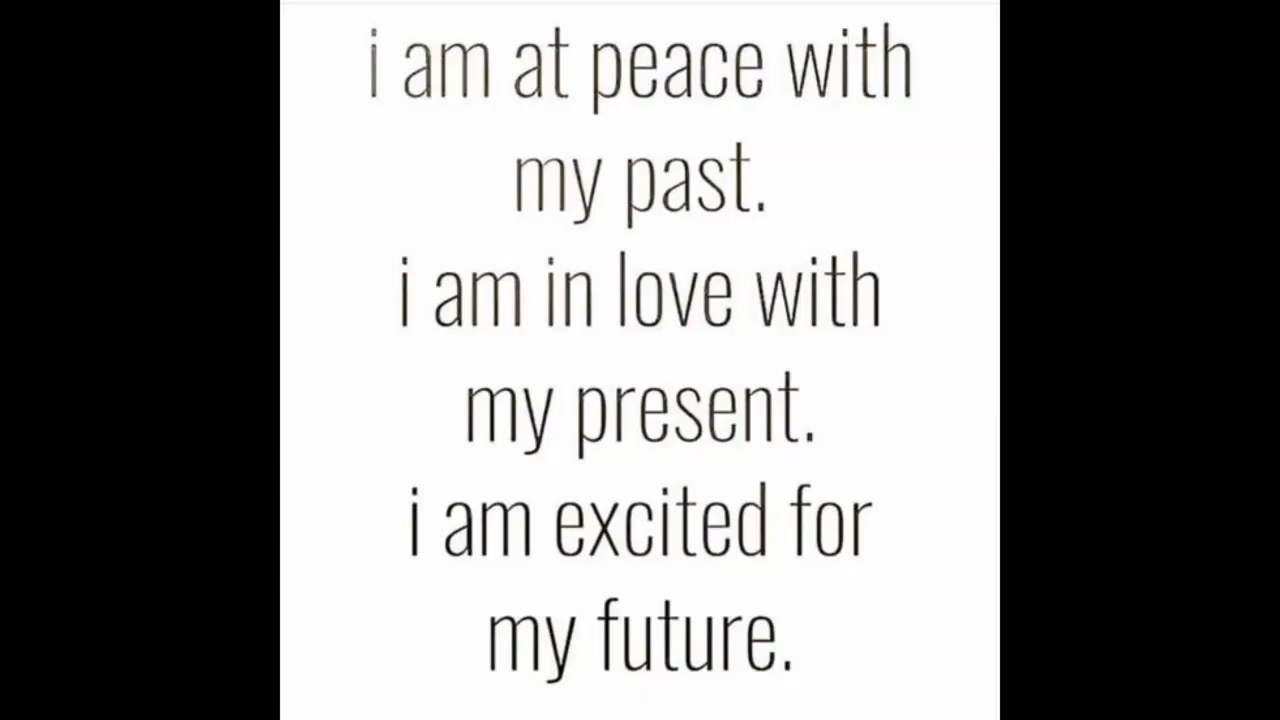 i am at peace with
my past.
i am in love with
my present.
i am excited for
my future.